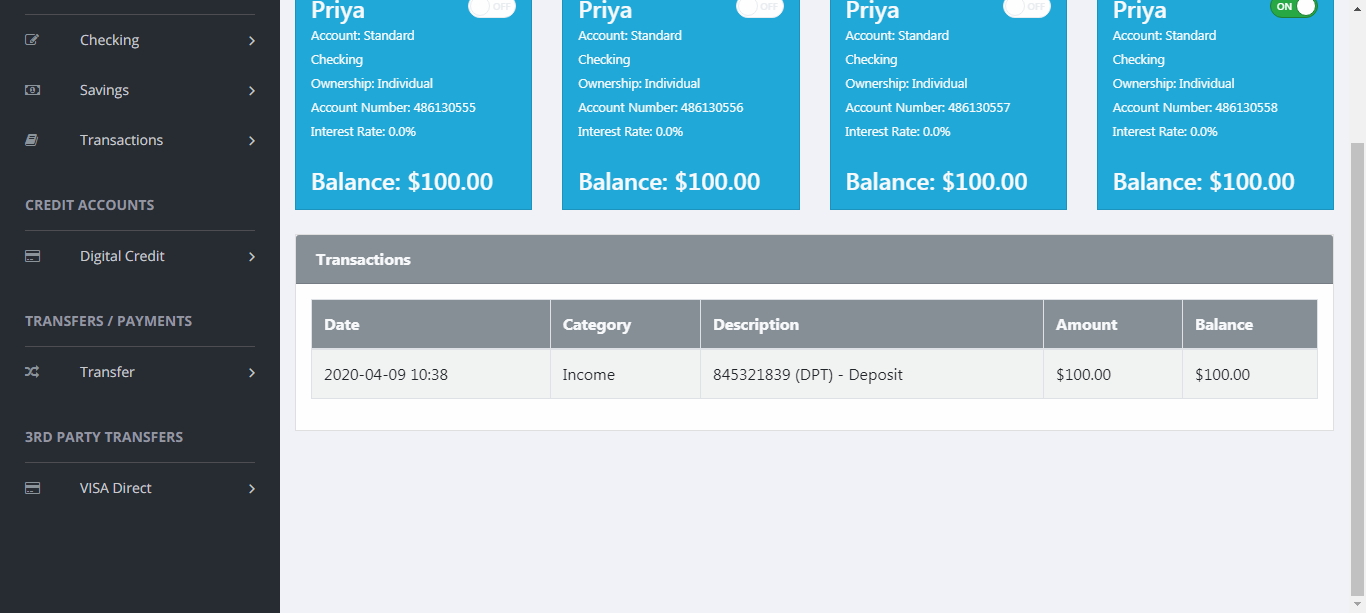 Checking
Savings
Transactions
CREDIT ACCOUNTS
Digital Credit
TRANSFERS / PAYMENTS
Transfer
3RD PARTY TRANSFERS
VISA Direct
Priya OFF
Account: Standard
Checking
Ownership: Individual
Account Number: 486130555
Interest Rate: 0.0%
Balance: $100.00
Priya OFF
Account: Standard
Checking
Ownership: Individual
Account Number: 486130556
Interest Rate: 0.0%
Balance: $100.00
Priya OFF
Account: Standard
Checking
Ownership: Individual
Account Number: 486130557
Interest Rate: 0.0%
Balance: $100.00
Priya ON
Account: Standard
Checking
Ownership: Individual
Account Number: 486130558
Interest Rate: 0.0%
Balance: $100.00
Transactions
Date Category Description Amount Balance
2020-04-09 10:38 Income 845321839 (DPT) - Deposit $100.00 $100.00